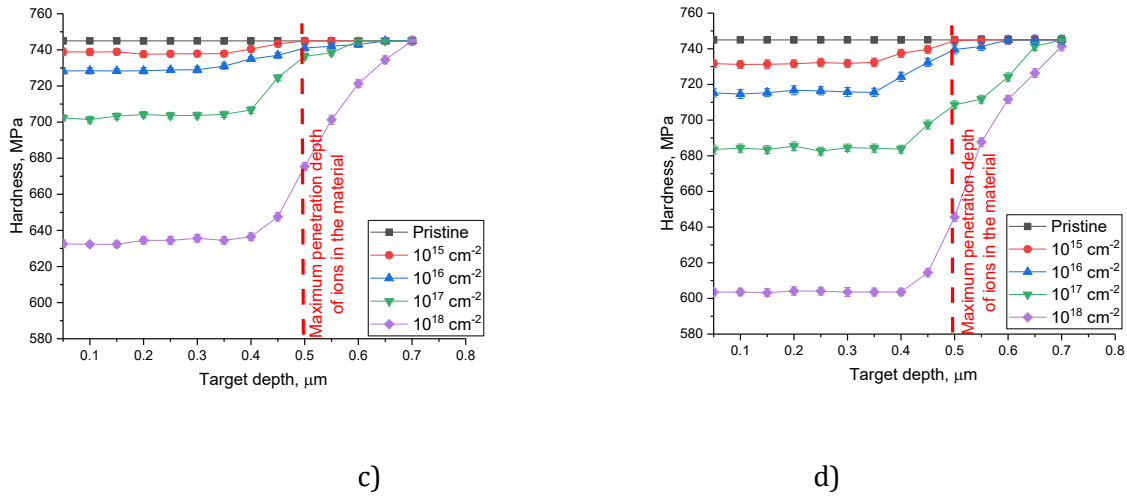 760
740
720
700
680
660
640
620
600
580
Hardness, MPa
0.1 0.2 0.3 0.4 0.5 0.6 0.7 0.8
Target depth, μm
Maximum penetration depth
of ions in the material
Pristine
10¹⁵ cm⁻²
10¹⁶ cm⁻²
10¹⁷ cm⁻²
10¹⁸ cm⁻²
c)
760
740
720
700
680
660
640
620
600
580
Hardness, MPa
0.1 0.2 0.3 0.4 0.5 0.6 0.7 0.8
Target depth, μm
Maximum penetration depth
of ions in the material
Pristine
10¹⁵ cm⁻²
10¹⁶ cm⁻²
10¹⁷ cm⁻²
10¹⁸ cm⁻²
d)